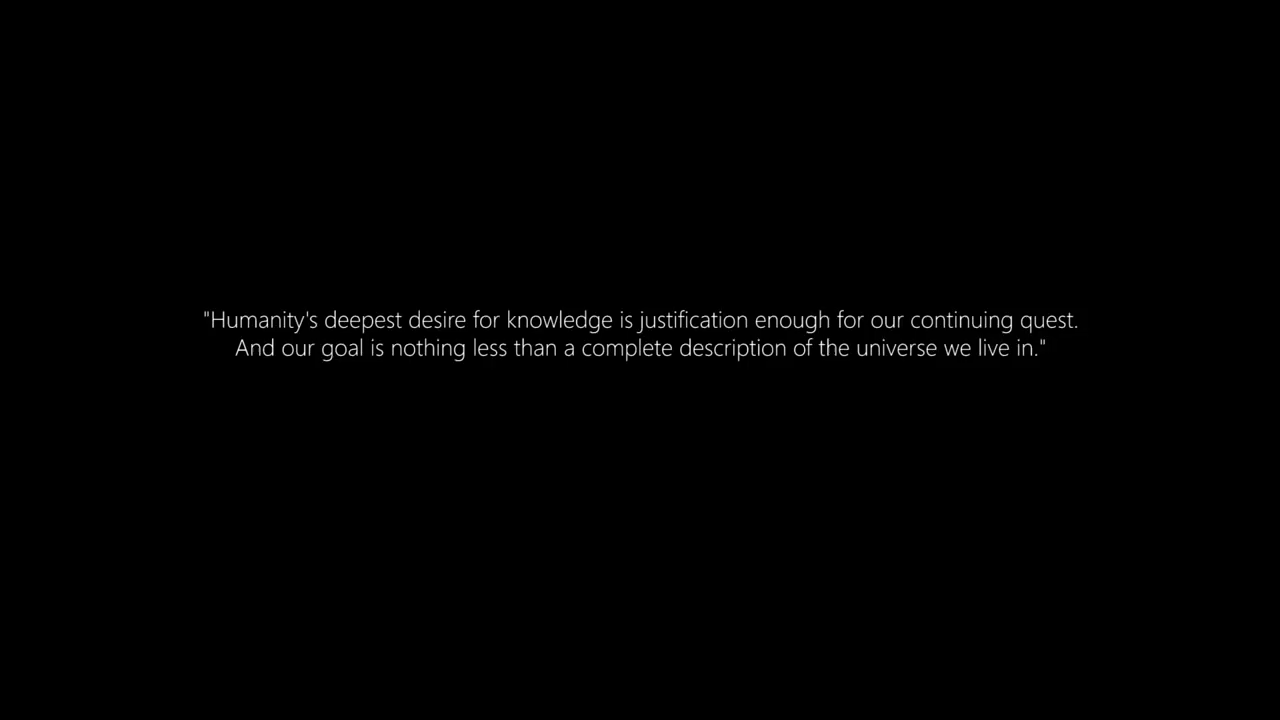 "Humanity's deepest desire for knowledge is justification enough for our continuing quest.
And our goal is nothing less than a complete description of the universe we live in."